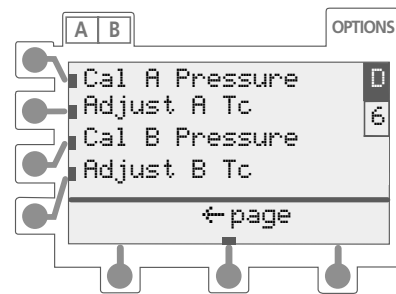 A B
OPTIONS
Cal A Pressure
D
Adjust A Tc
6
Cal B Pressure
Adjust B Tc
←page